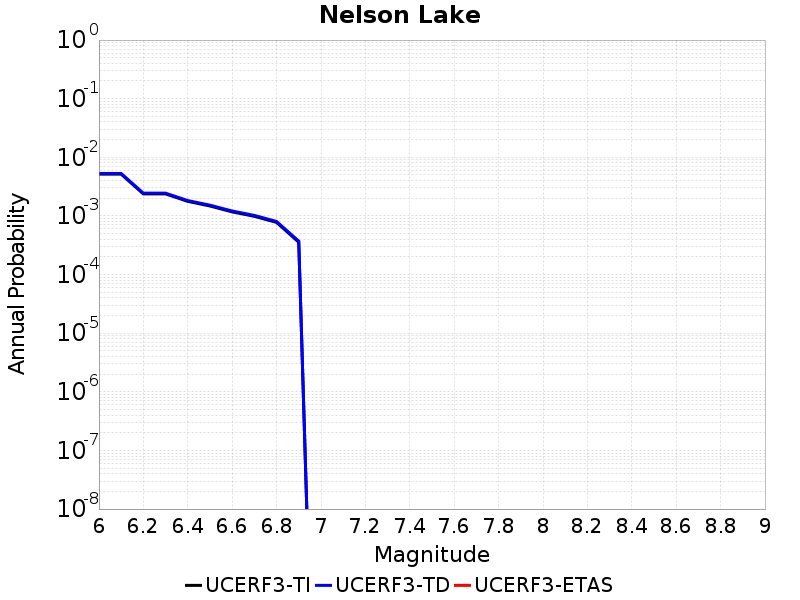 Nelson Lake
Annual Probability
10^0
10^-1
10^-2
10^-3
10^-4
10^-5
10^-6
10^-7
10^-8
6 6.2 6.4 6.6 6.8 7 7.2 7.4 7.6 7.8 8 8.2 8.4 8.6 8.8 9
Magnitude
UCERF3-TI UCERF3-TD UCERF3-ETAS